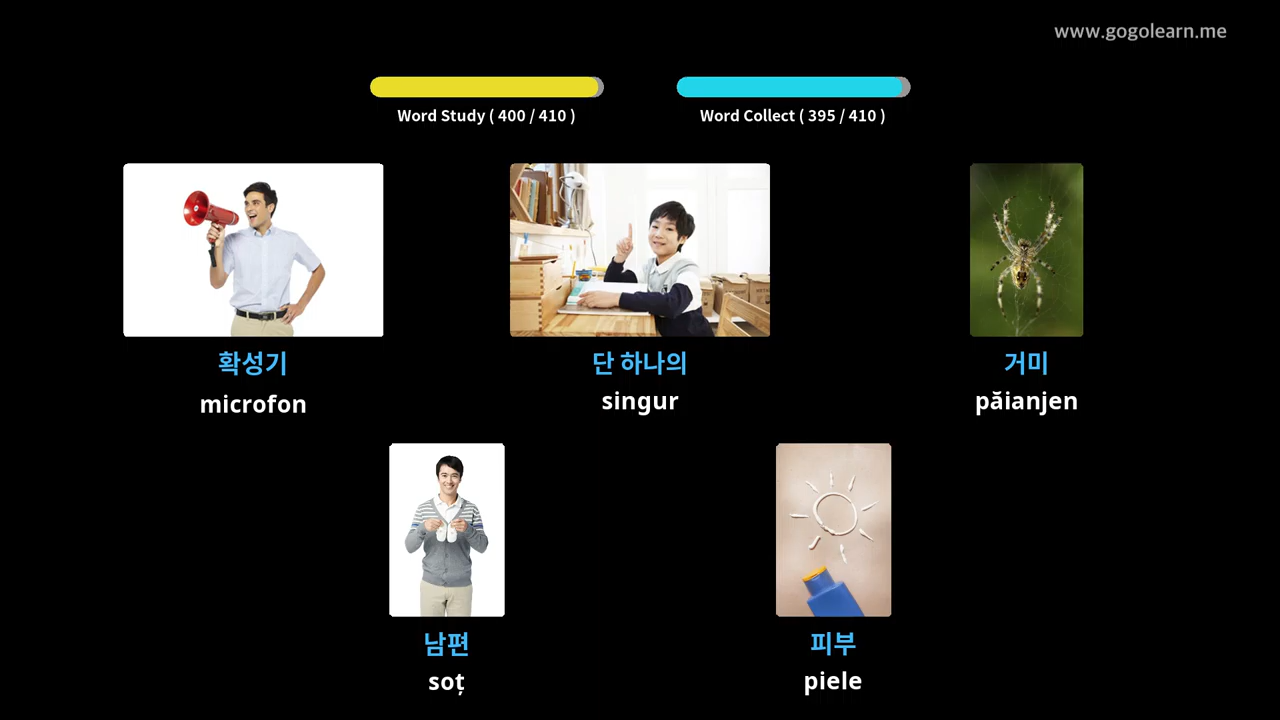 www.gogolearn.me
Word Study ( 400 / 410 )
Word Collect ( 395 / 410 )
확성기
microfon
단 하나의
singur
거미
păianjen
남편
soț
피부
piele